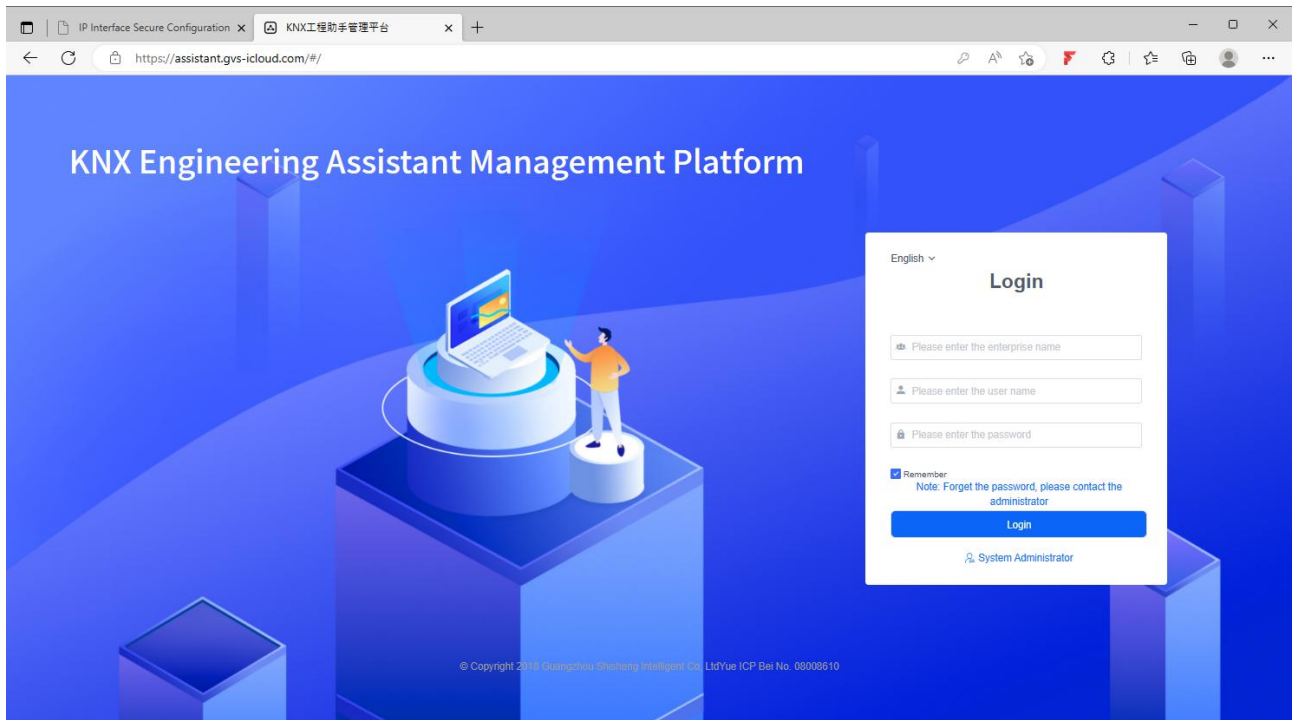 IP Interface Secure Configuration
KNX工程助手管理平台
https://assistant.gvs-icloud.com/#/
KNX Engineering Assistant Management Platform
English
Login
Please enter the enterprise name
Please enter the user name
Please enter the password
Remember
Note: Forget the password, please contact the
administrator
Login
System Administrator
© Copyright 2018 Guangzhou Shisheng Intelligent Co, LtdYue ICP Bei No. 08008610